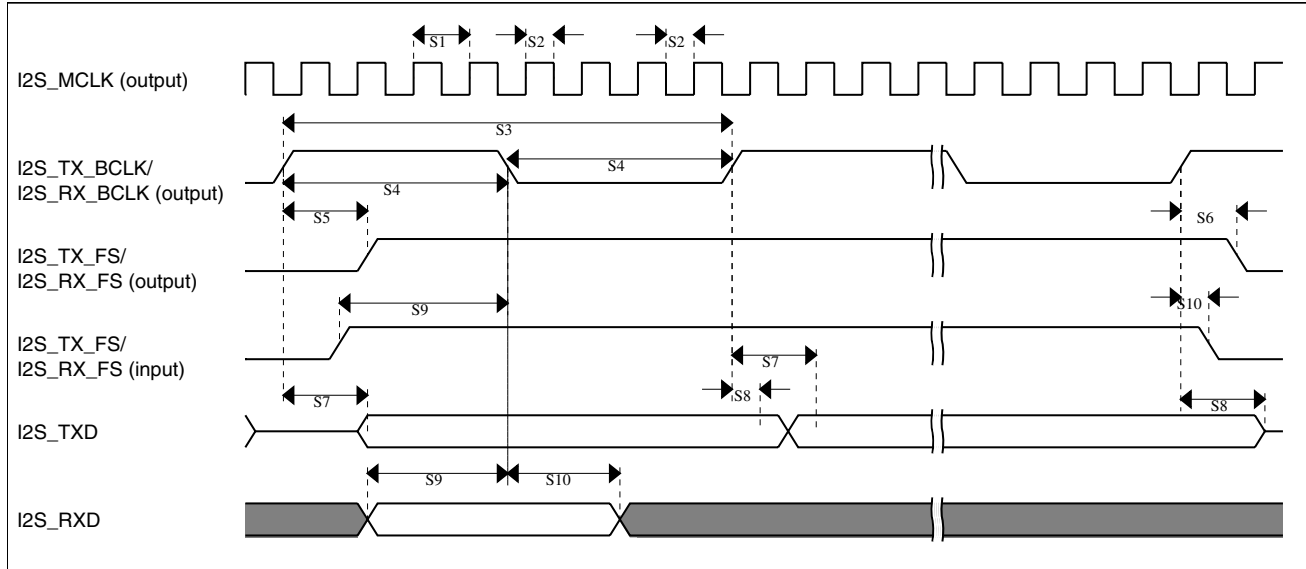 S1
S2
S2
I2S_MCLK (output)
S3
I2S_TX_BCLK/
I2S_RX_BCLK (output)
S4
S4
S5
S6
I2S_TX_FS/
I2S_RX_FS (output)
S9
S10
I2S_TX_FS/
I2S_RX_FS (input)
S7
S8
S7
S8
I2S_TXD
S9
S10
I2S_RXD